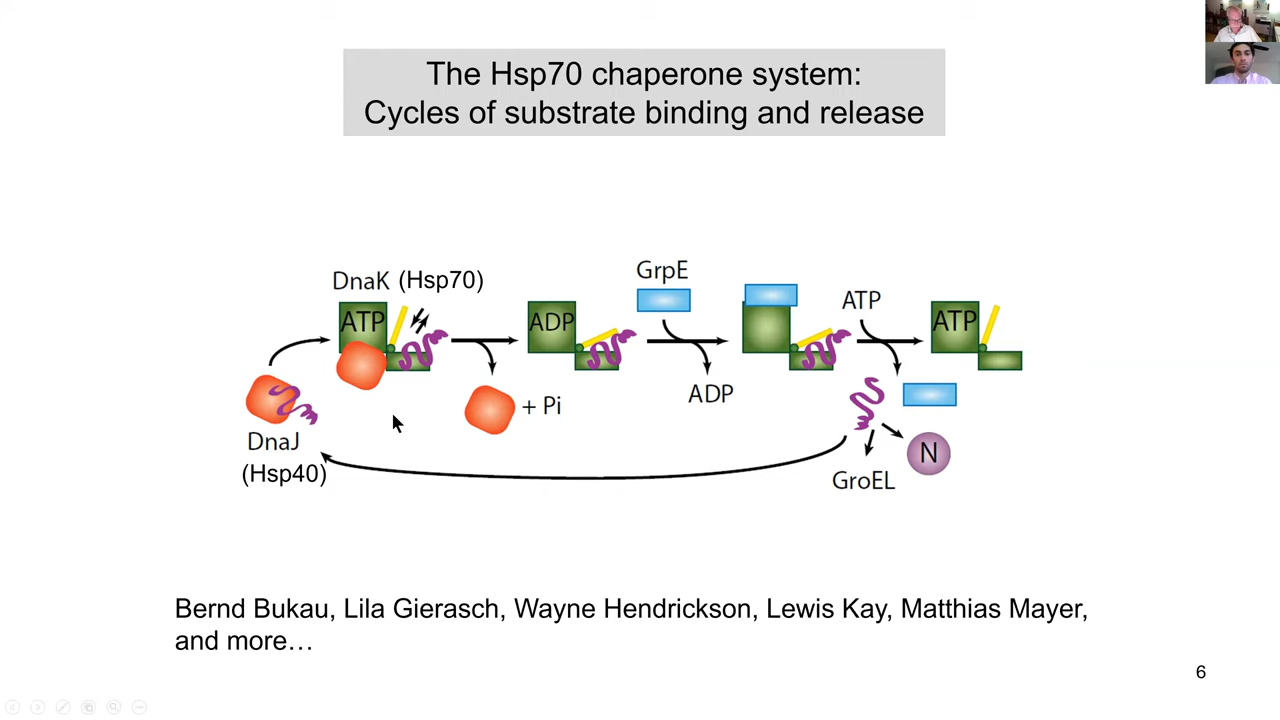 The Hsp70 chaperone system:
Cycles of substrate binding and release
DnaK (Hsp70)
GrpE
ATP
ATP
ADP
ATP
ADP
+ Pi
DnaJ
(Hsp40)
N
GroEL
Bernd Bukau, Lila Gierasch, Wayne Hendrickson, Lewis Kay, Matthias Mayer,
and more…
6